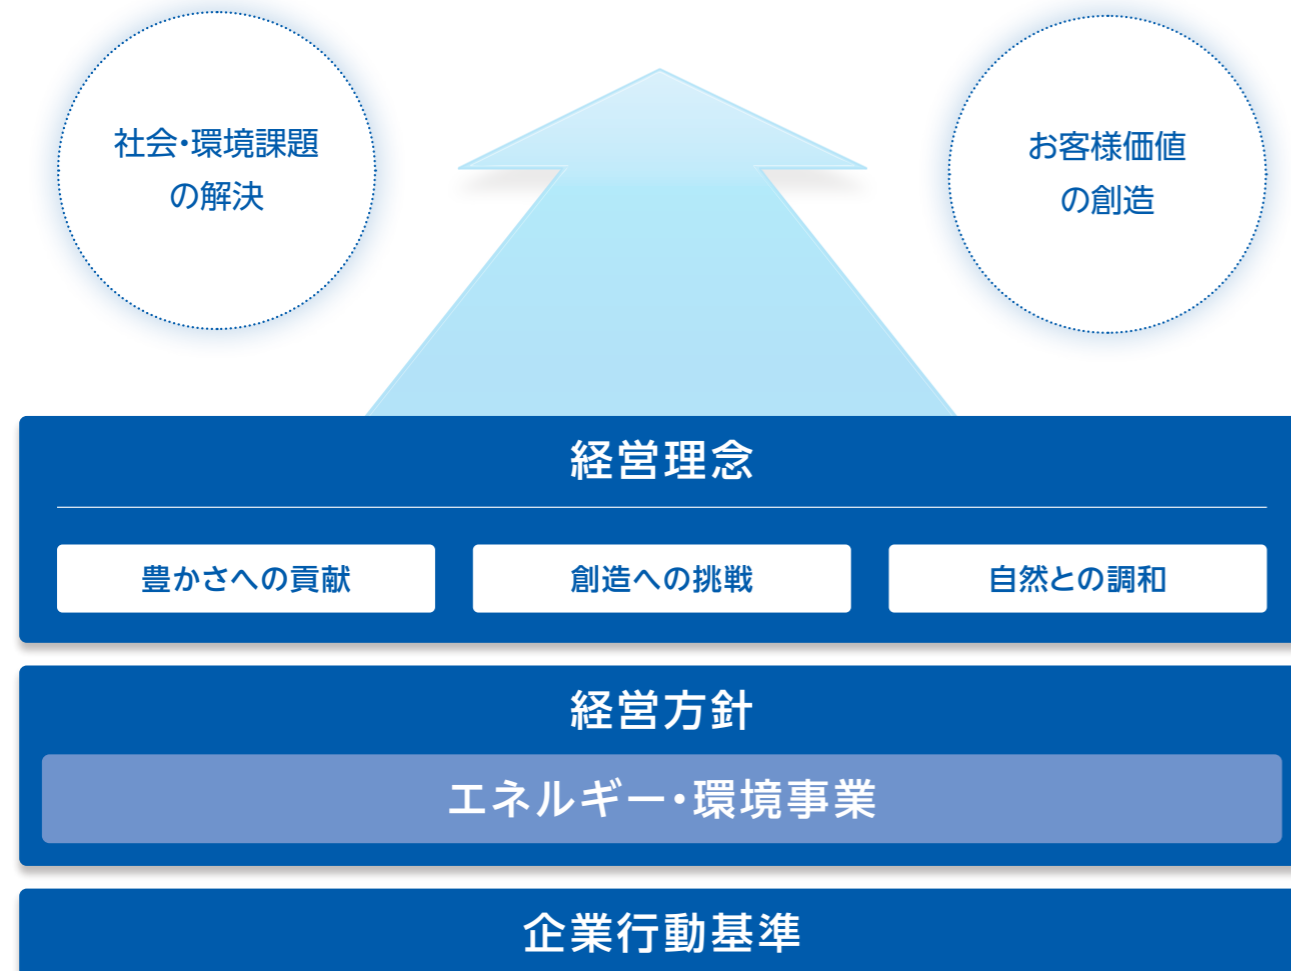 社会・環境課題
の解決
お客様価値
の創造
経営理念
豊かさへの貢献
創造への挑戦
自然との調和
経営方針
エネルギー・環境事業
企業行動基準